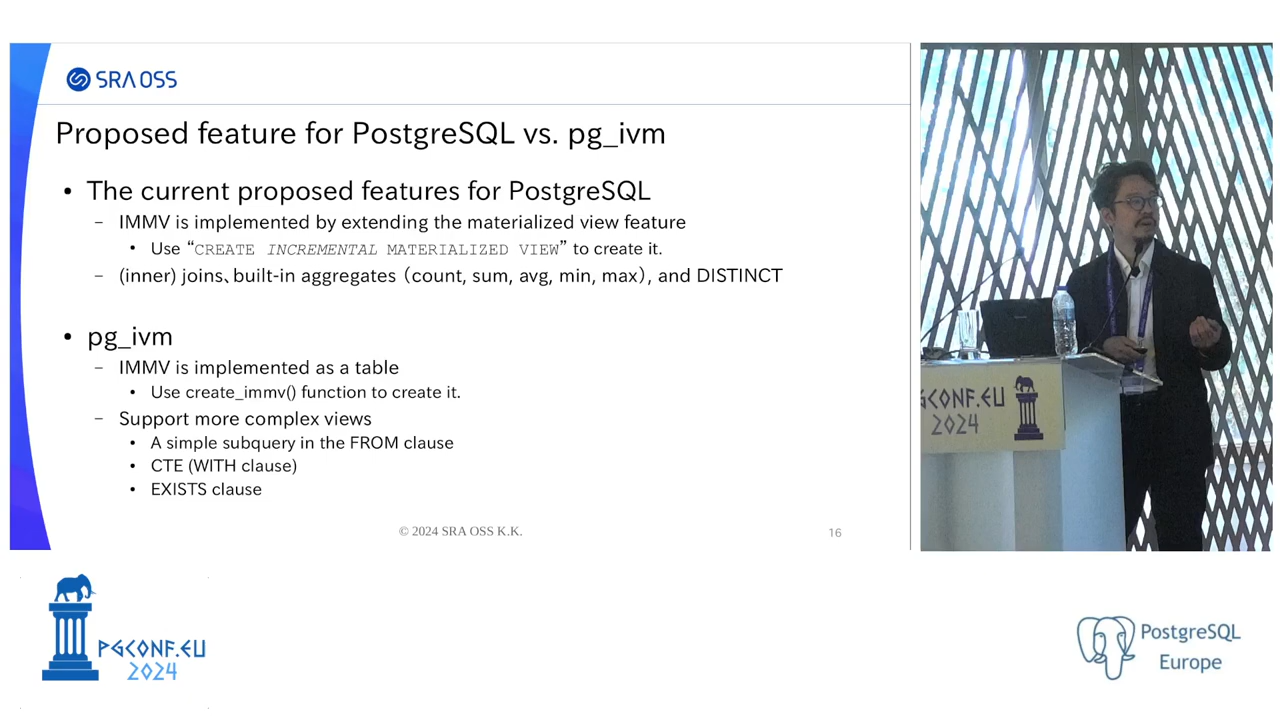 SRA OSS
Proposed feature for PostgreSQL vs. pg_ivm
• The current proposed features for PostgreSQL
– IMMV is implemented by extending the materialized view feature
• Use “CREATE INCREMENTAL MATERIALIZED VIEW” to create it.
– (inner) joins、built-in aggregates （count, sum, avg, min, max）, and DISTINCT
• pg_ivm
– IMMV is implemented as a table
• Use create_immv() function to create it.
– Support more complex views
• A simple subquery in the FROM clause
• CTE (WITH clause)
• EXISTS clause
© 2024 SRA OSS K.K.
16
GCONF.EU
2024
PGCONF.EU
2024
PostgreSQL
Europe